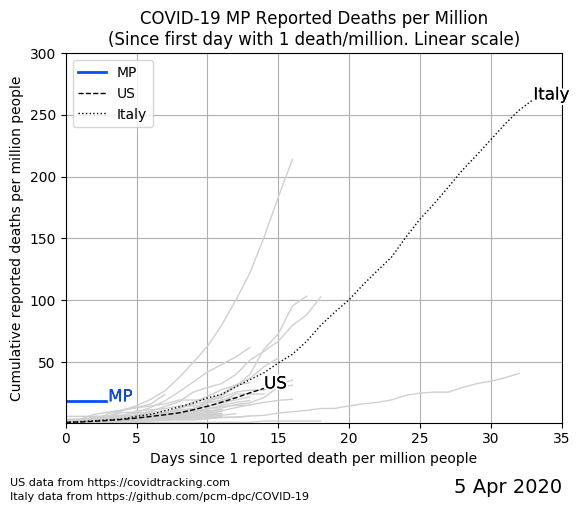 COVID-19 MP Reported Deaths per Million
(Since first day with 1 death/million. Linear scale)
300
250
200
150
100
50
Cumulative reported deaths per million people
MP
US
Italy
Italy
US
MP
0
5
10
15
20
25
30
35
Days since 1 reported death per million people
US data from https://covidtracking.com
Italy data from https://github.com/pcm-dpc/COVID-19
5 Apr 2020